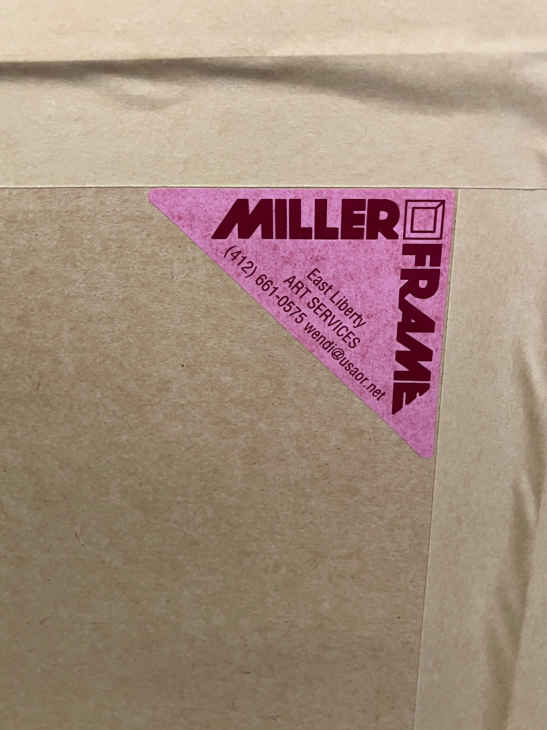 MILLER
FRAME
East Liberty
ART SERVICES
(412) 661-0575 wendi@usaor.net